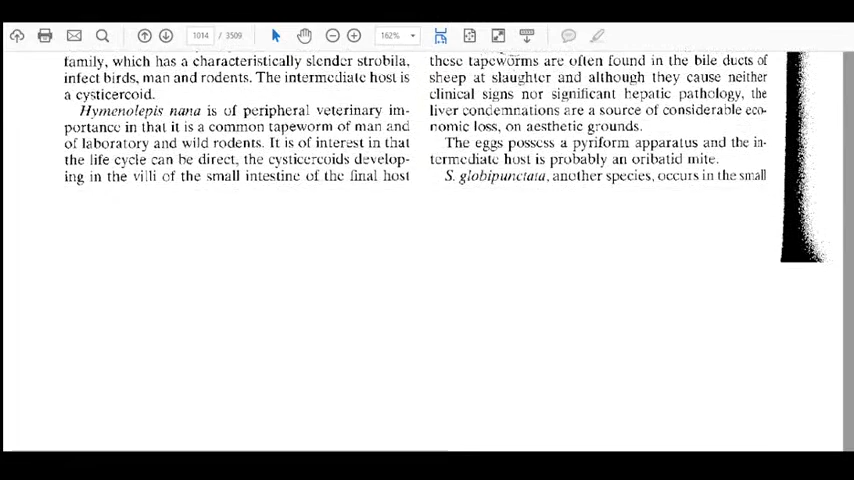 1014 / 3509
162%
family, which has a characteristically slender strobila,
infect birds, man and rodents. The intermediate host is
a cysticercoid.
Hymenolepis nana is of peripheral veterinary im-
portance in that it is a common tapeworm of man and
of laboratory and wild rodents. It is of interest in that
the life cycle can be direct, the cysticercoids develop-
ing in the villi of the small intestine of the final host
these tapeworms are often found in the bile ducts of
sheep at slaughter and although they cause neither
clinical signs nor significant hepatic pathology, the
liver condemnations are a source of considerable eco-
nomic loss, on aesthetic grounds.
The eggs possess a pyriform apparatus and the in-
termediate host is probably an oribatid mite.
S. globipunctata, another species, occurs in the small